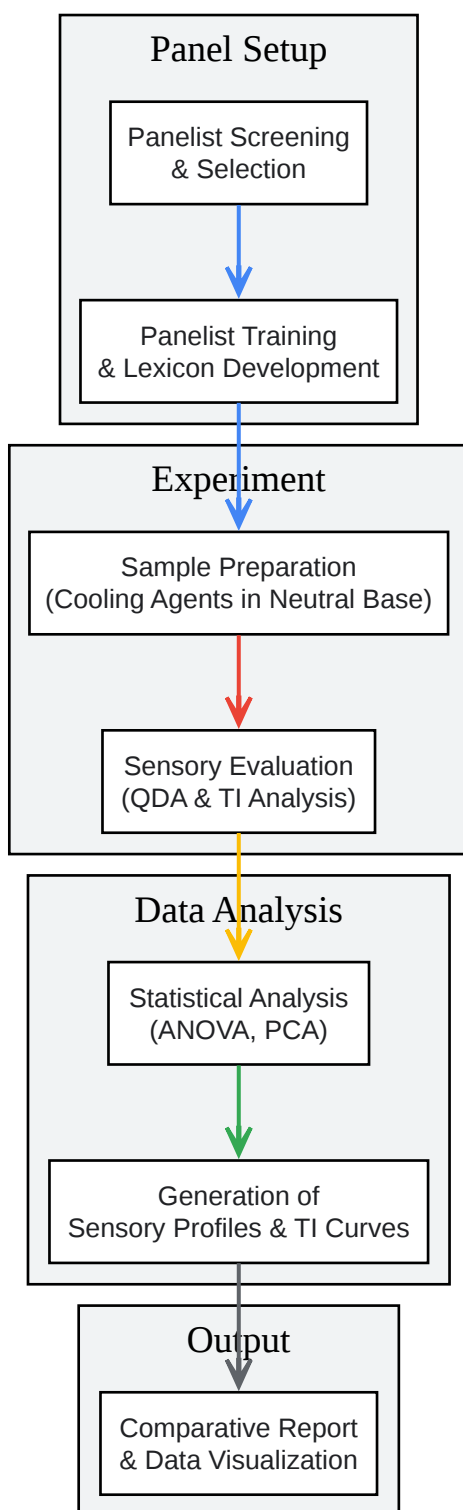 Panel Setup
Panelist Screening
& Selection
Panelist Training
& Lexicon Development
Experiment
Sample Preparation
(Cooling Agents in Neutral Base)
Sensory Evaluation
(QDA & TI Analysis)
Data Analysis
Statistical Analysis
(ANOVA, PCA)
Generation of
Sensory Profiles & TI Curves
Output
Comparative Report
& Data Visualization